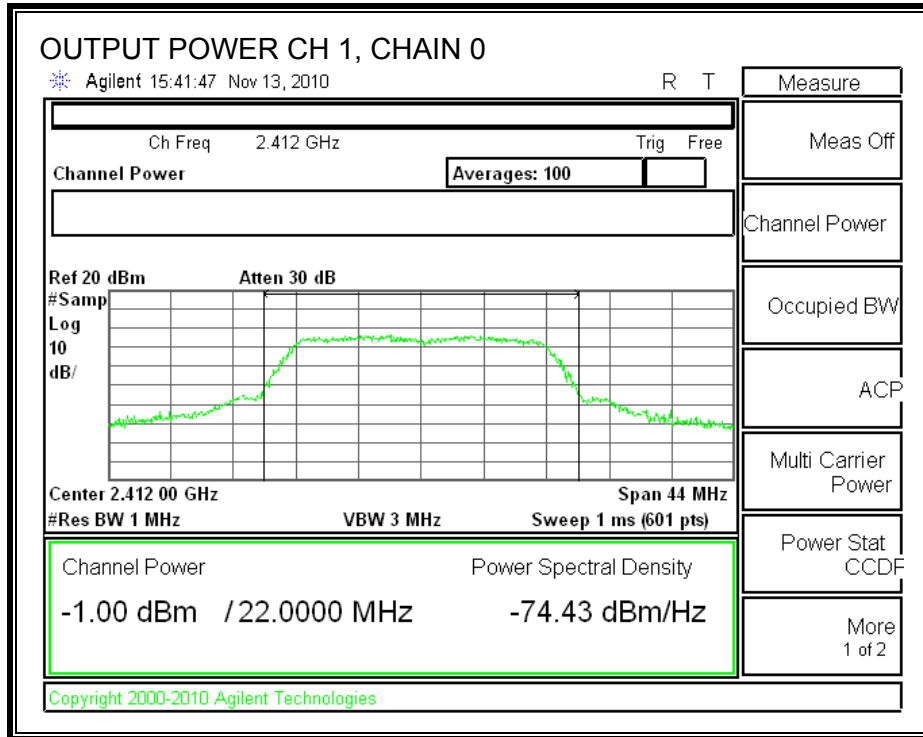 OUTPUT POWER CH 1, CHAIN 0
Agilent 15:41:47 Nov 13, 2010 R T
Ch Freq 2.412 GHz Trig Free
Channel Power Averages: 100
Ref 20 dBm Atten 30 dB
#Samp
Log
10
dB/
Center 2.412 00 GHz Span 44 MHz
#Res BW 1 MHz VBW 3 MHz Sweep 1 ms (601 pts)
Channel Power Power Spectral Density
-1.00 dBm / 22.0000 MHz -74.43 dBm/Hz
Copyright 2000-2010 Agilent Technologies
Measure
Meas Off
Channel Power
Occupied BW
ACP
Multi Carrier
Power
Power Stat
CCDF
More
1 of 2